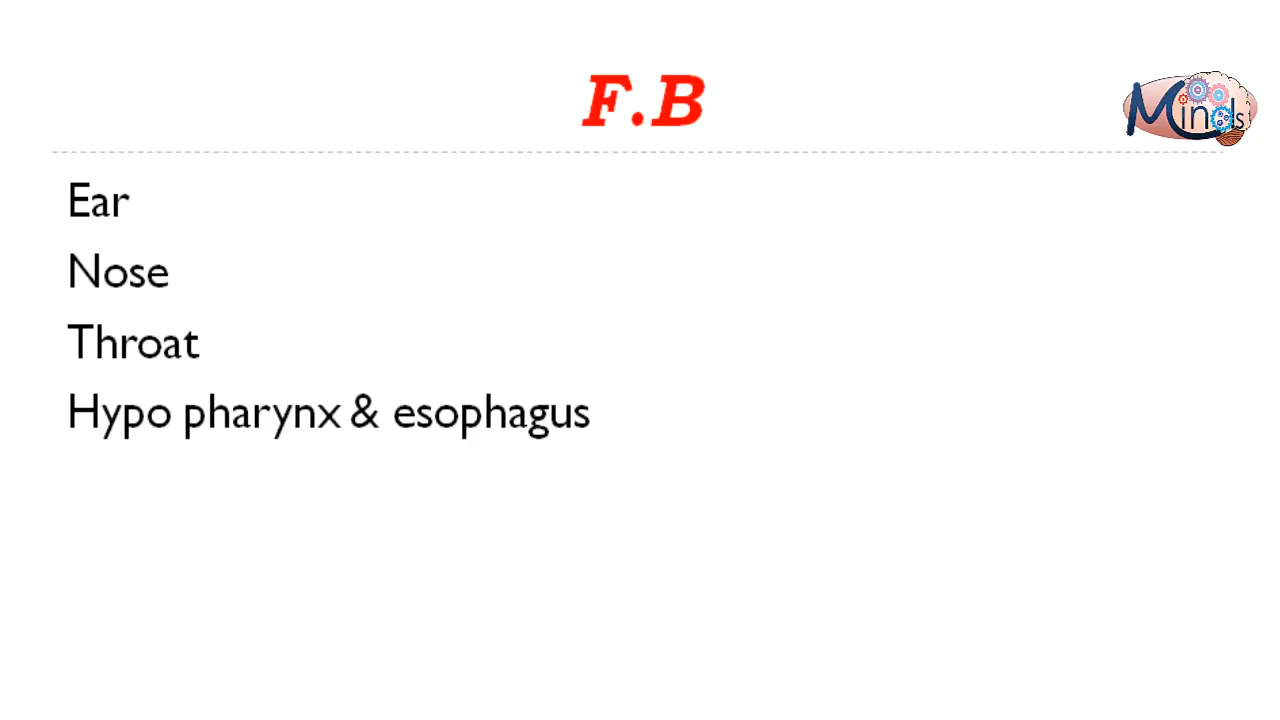 F.B
Minds
Ear
Nose
Throat
Hypo pharynx & esophagus